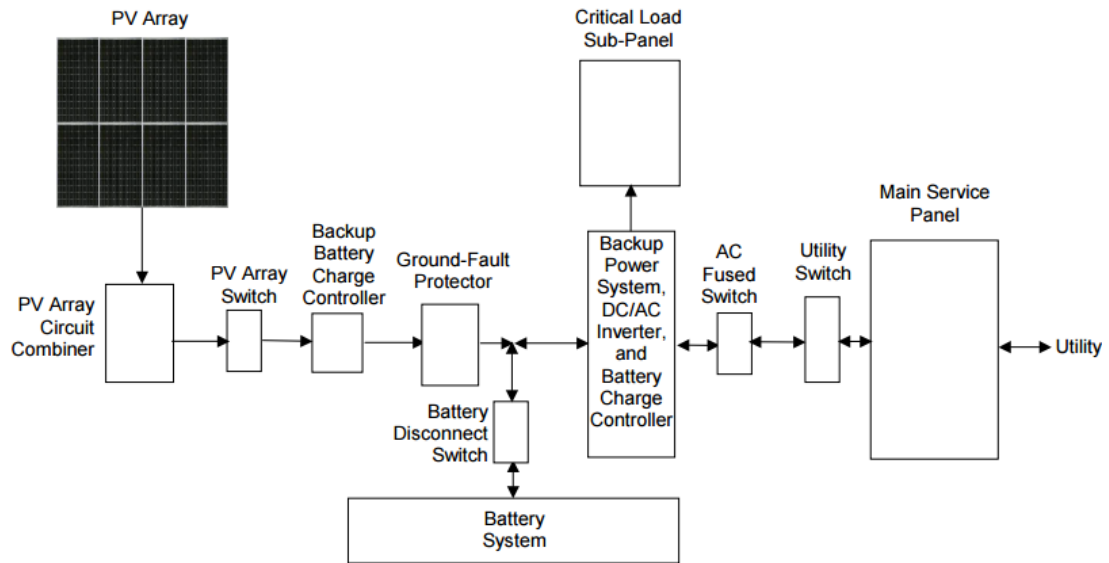 PV Array
Critical Load
Sub-Panel
Main Service
Panel
Backup
Battery
Charge
Controller
Ground-Fault
Protector
Backup
Power
System,
DC/AC
Inverter,
and
Battery
Charge
Controller
AC
Fused
Switch
Utility
Switch
PV Array
Switch
PV Array
Circuit
Combiner
Utility
Battery
Disconnect
Switch
Battery
System